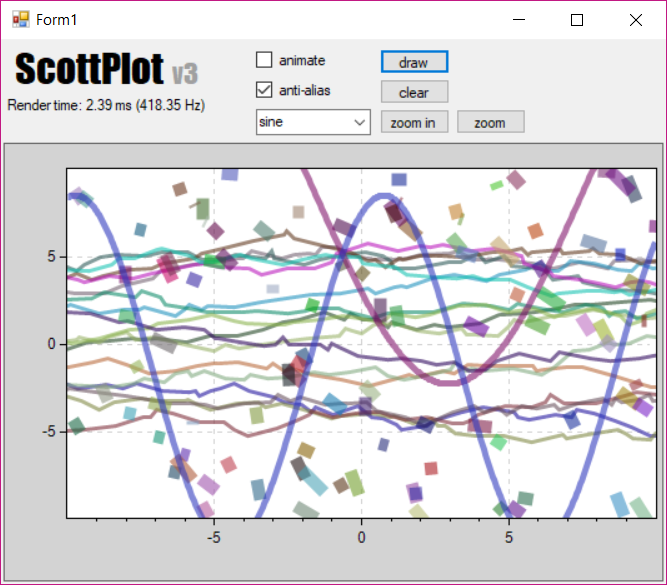 Form1
ScottPlot v3
Render time: 2.39 ms (418.35 Hz)
animate
anti-alias
sine
draw
clear
zoom in
zoom
5
0
-5
-5
0
5